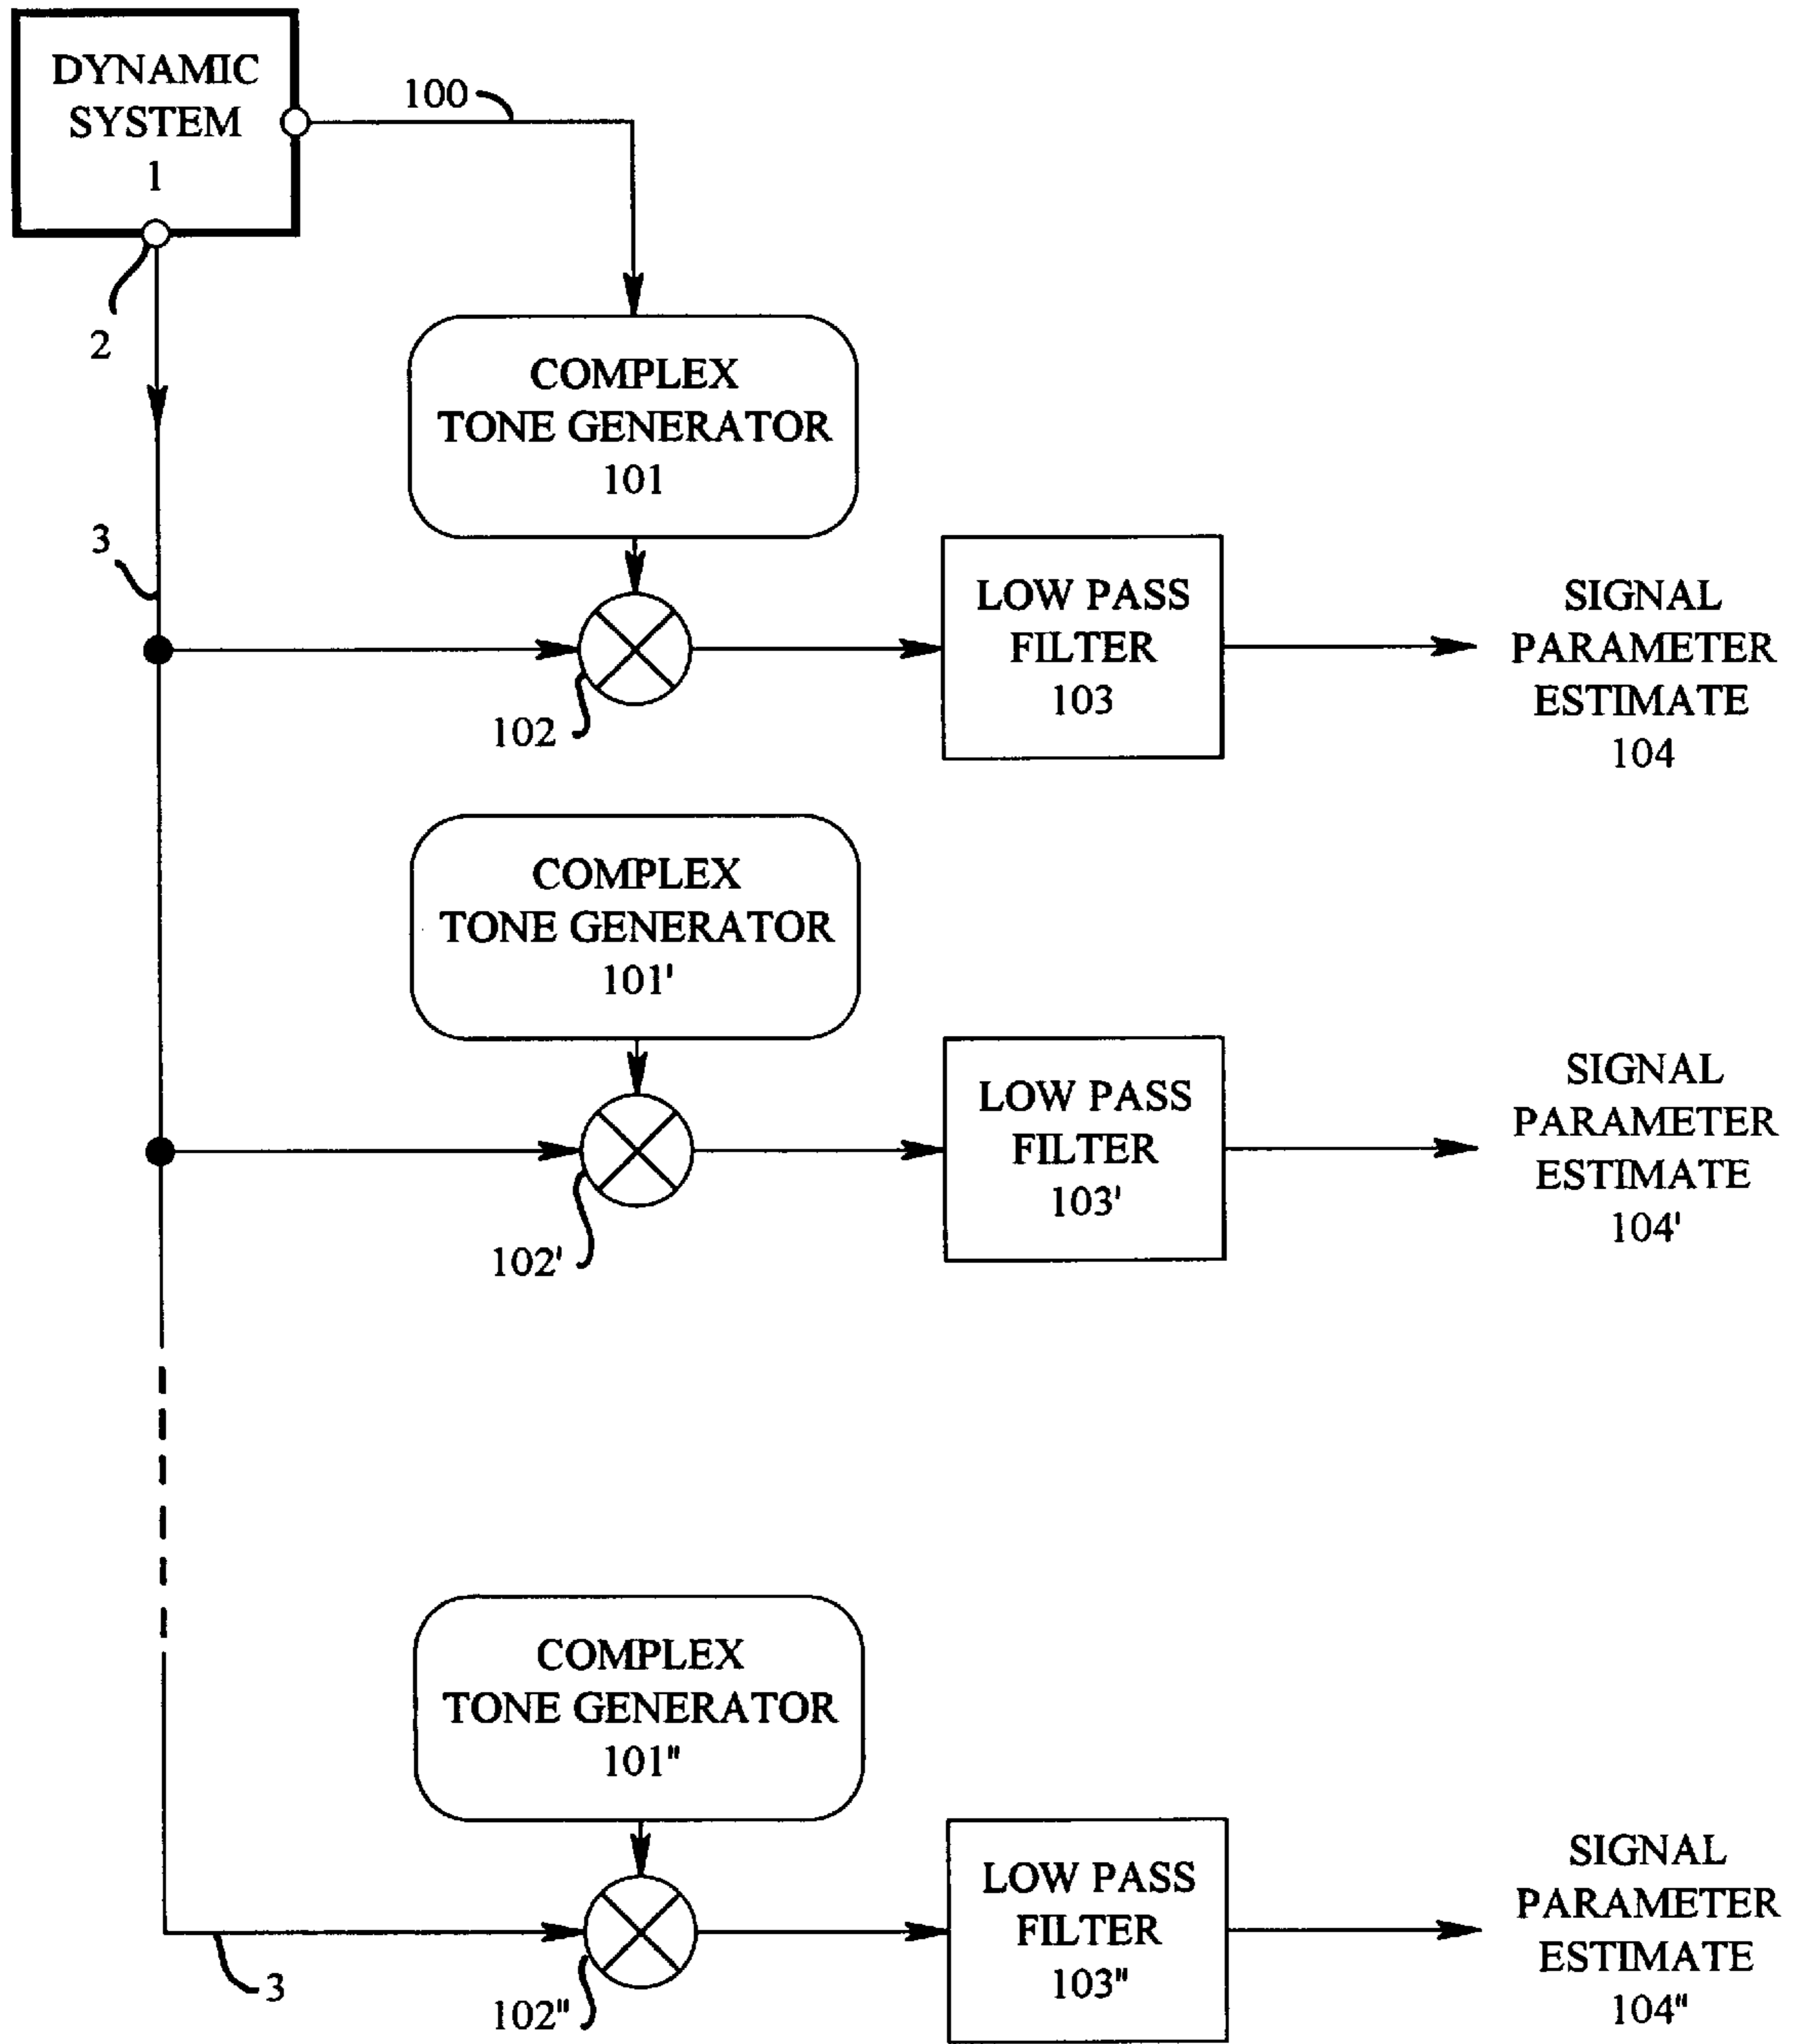 DYNAMIC
SYSTEM
1
100
2
COMPLEX
TONE GENERATOR
101
3
LOW PASS
FILTER
103
SIGNAL
PARAMETER
ESTIMATE
104
102
COMPLEX
TONE GENERATOR
101'
LOW PASS
FILTER
103'
SIGNAL
PARAMETER
ESTIMATE
104'
102'
COMPLEX
TONE GENERATOR
101"
LOW PASS
FILTER
103"
SIGNAL
PARAMETER
ESTIMATE
104"
3
102"